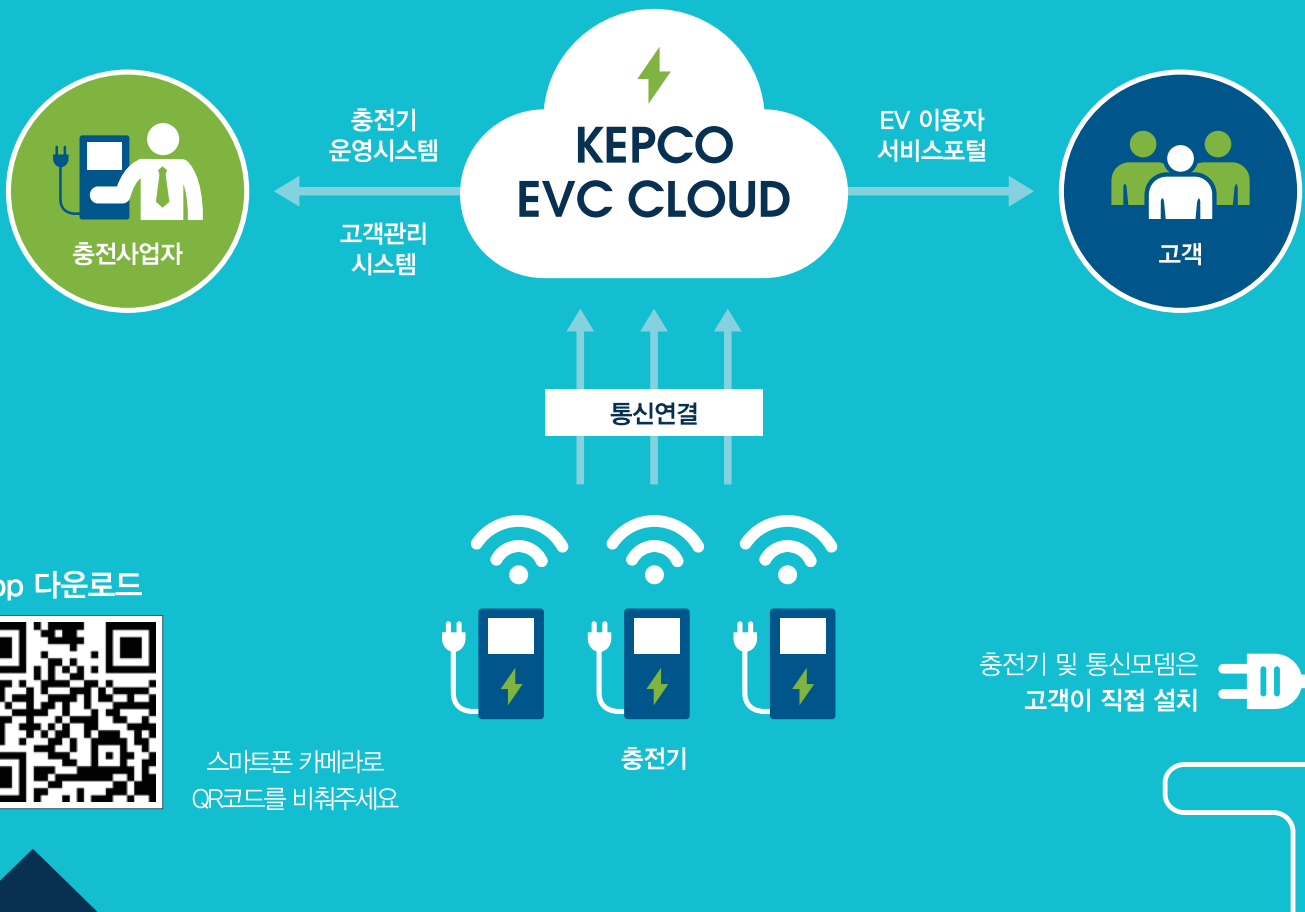 충전기
운영시스템
고객관리
시스템
충전사업자
KEPCO
EVC CLOUD
EV 이용자
서비스포털
고객
통신연결
충전기
다운로드
스마트폰 카메라로
QR코드를 비춰주세요
충전기 및 통신모뎀은
고객이 직접 설치